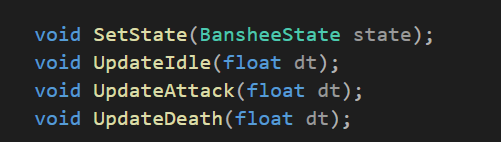 void SetState(BansheeState state);
void UpdateIdle(float dt);
void UpdateAttack(float dt);
void UpdateDeath(float dt);